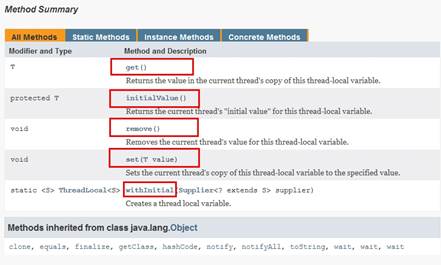 Method Summary
All Methods Static Methods Instance Methods Concrete Methods
Modifier and Type Method and Description
T get()
Returns the value in the current thread's copy of this thread-local variable.
protected T initialValue()
Returns the current thread's "initial value" for this thread-local variable.
void remove()
Removes the current thread's value for this thread-local variable.
void set(T value)
Sets the current thread's copy of this thread-local variable to the specified value.
static <S> ThreadLocal<S> withInitial(Supplier<? extends S> supplier)
Creates a thread local variable.
Methods inherited from class java.lang.Object
clone, equals, finalize, getClass, hashCode, notify, notifyAll, toString, wait, wait, wait